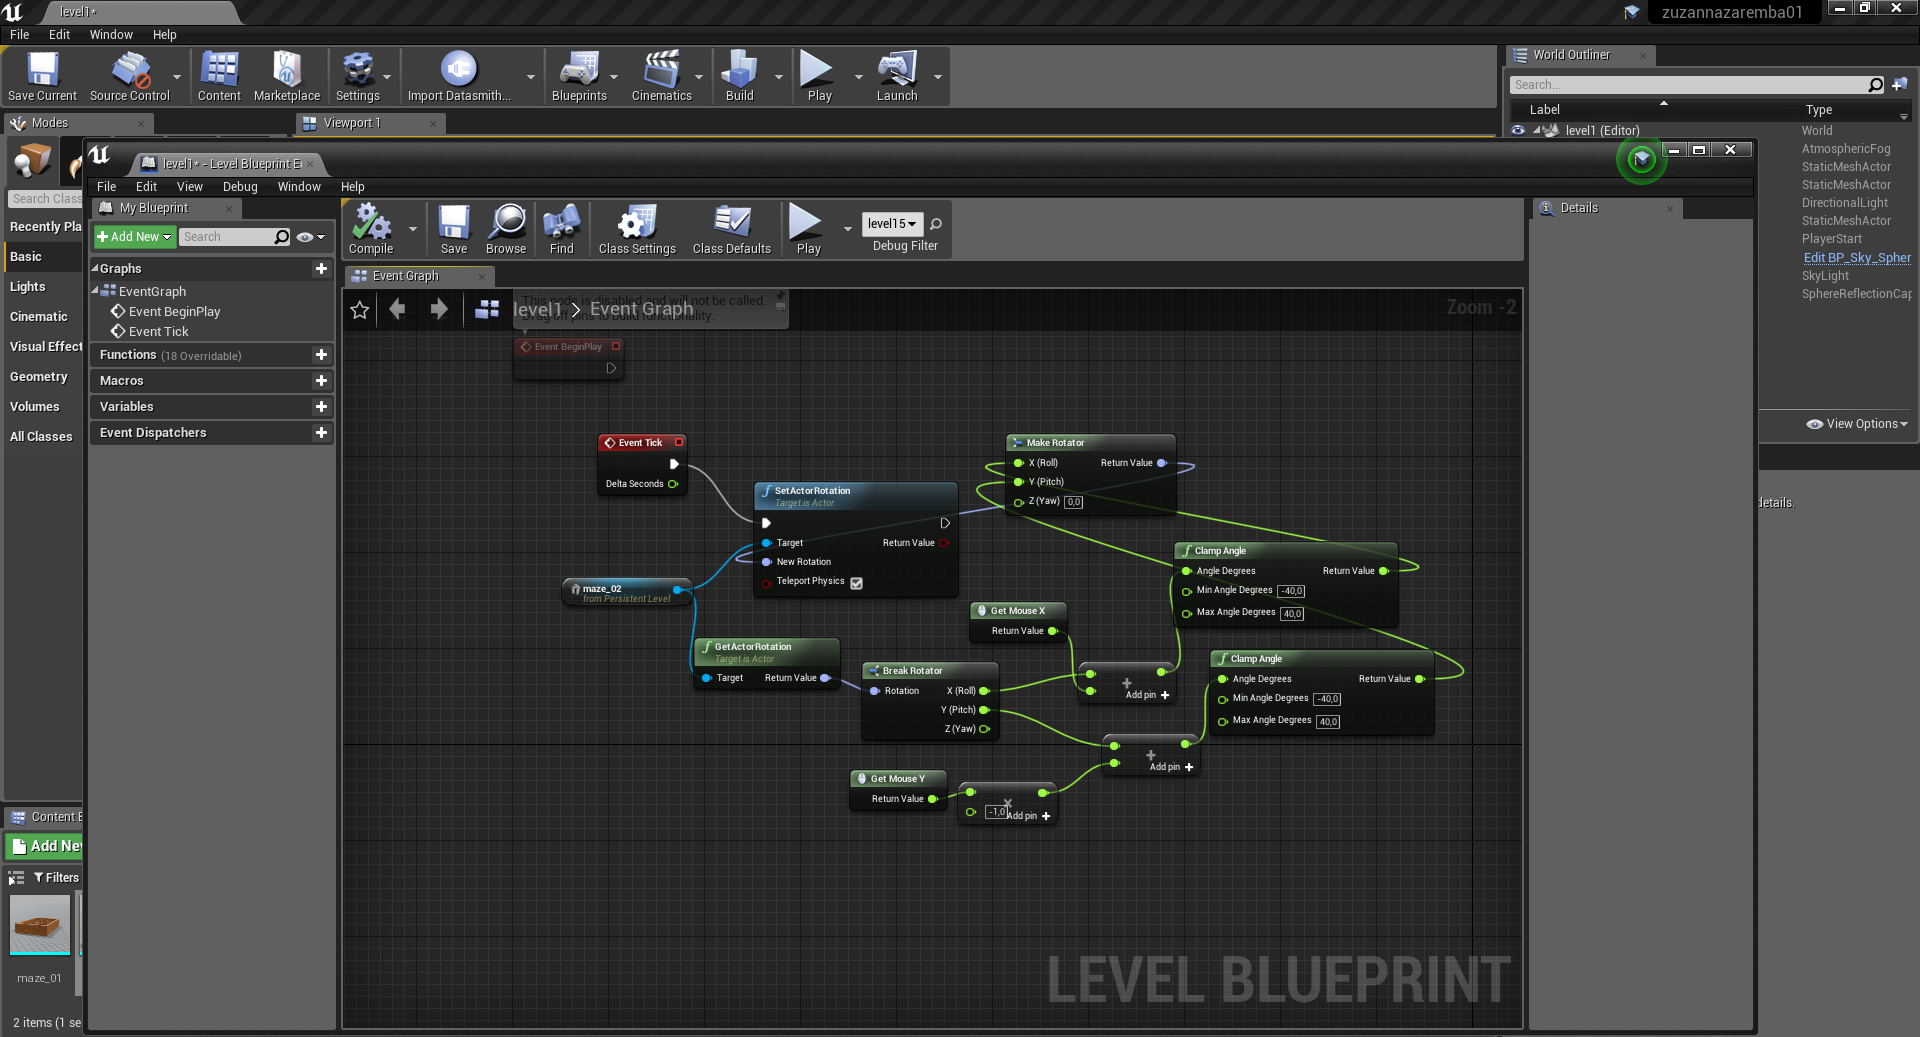 level1*
zuzannazaremba01
File Edit Window Help
Save Current
Source Control
Content
Marketplace
Settings
Import Datasmith...
Blueprints
Cinematics
Build
Play
Launch
World Outliner
Search...
Label
Type
level1 (Editor)
World
AtmosphericFog
StaticMeshActor
StaticMeshActor
DirectionalLight
StaticMeshActor
PlayerStart
Edit BP_Sky_Spher
SkyLight
SphereReflectionCap
View Options
details.
Modes
Viewport 1
Search Clas
Recently Pla
Basic
Lights
Cinematic
Visual Effect
Geometry
Volumes
All Classes
Content B
Add New
Filters
maze_01
2 items (1 se
level1* - Level Blueprint E
File Edit View Debug Window Help
My Blueprint
Add New
Search
Graphs
EventGraph
Event BeginPlay
Event Tick
Functions (18 Overridable)
Macros
Variables
Event Dispatchers
Compile
Save
Browse
Find
Class Settings
Class Defaults
Play
level15
Debug Filter
Details
Event Graph
level1 > Event Graph
Zoom -2
This node is disabled and will not be called.
Drag off pins to build functionality.
Event BeginPlay
Event Tick
Delta Seconds
SetActorRotation
Target is Actor
Target
Return Value
New Rotation
Teleport Physics
Make Rotator
X (Roll)
Return Value
Y (Pitch)
Z (Yaw) 0,0
maze_02
from Persistent Level
GetActorRotation
Target is Actor
Target
Return Value
Break Rotator
Rotation
X (Roll)
Y (Pitch)
Z (Yaw)
Get Mouse X
Return Value
Clamp Angle
Angle Degrees
Return Value
Min Angle Degrees -40,0
Max Angle Degrees 40,0
+
Add pin +
Clamp Angle
Angle Degrees
Return Value
Min Angle Degrees -40,0
Max Angle Degrees 40,0
+
Add pin +
Get Mouse Y
Return Value
×
-1,0
Add pin +
LEVEL BLUEPRINT